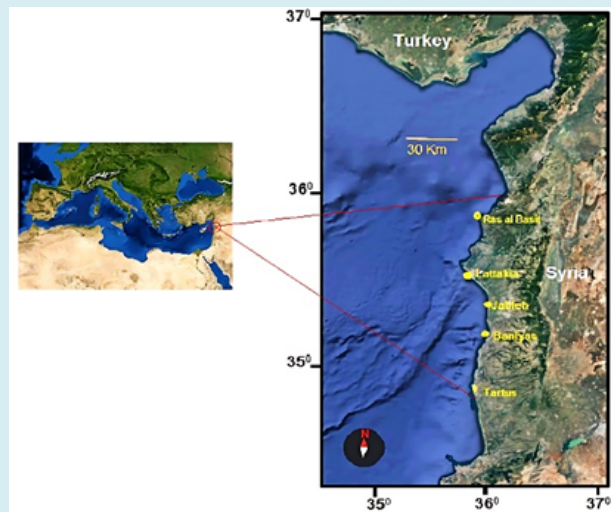 37⁰
Turkey
30 Km
36⁰
Ras al Basit
Lattakia
Syria
Jableh
Baniyas
35⁰
Tartus
N
35⁰
36⁰
37⁰